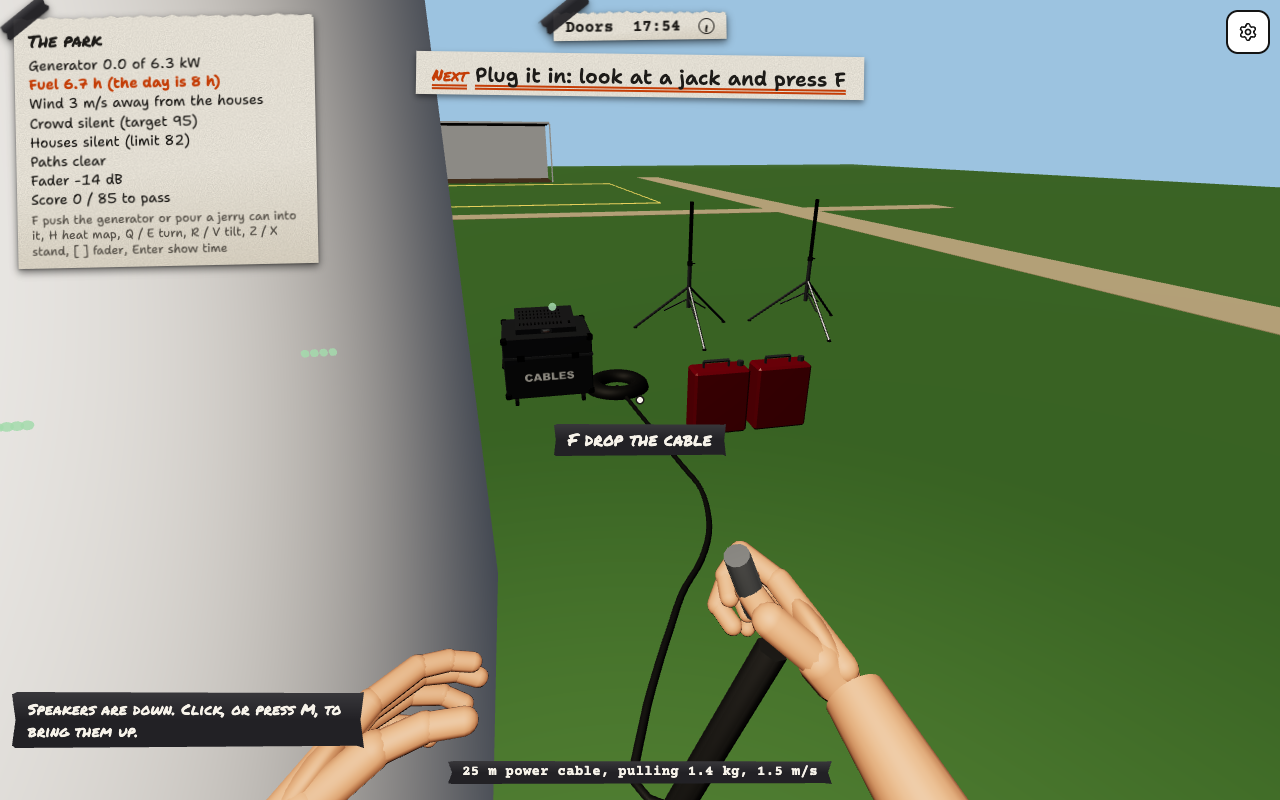 The park
Generator 0.0 of 6.3 kW
Fuel 6.7 h (the day is 8 h)
Wind 3 m/s away from the houses
Crowd silent (target 95)
Houses silent (limit 82)
Paths clear
Fader -14 dB
Score 0 / 85 to pass
F push the generator or pour a jerry can into
it, H heat map, Q / E turn, R / V tilt, Z / X
stand, [ ] fader, Enter show time
Doors 17:54
Next Plug it in: look at a jack and press F
CABLES
F drop the cable
Speakers are down. Click, or press M, to
bring them up.
25 m power cable, pulling 1.4 kg, 1.5 m/s